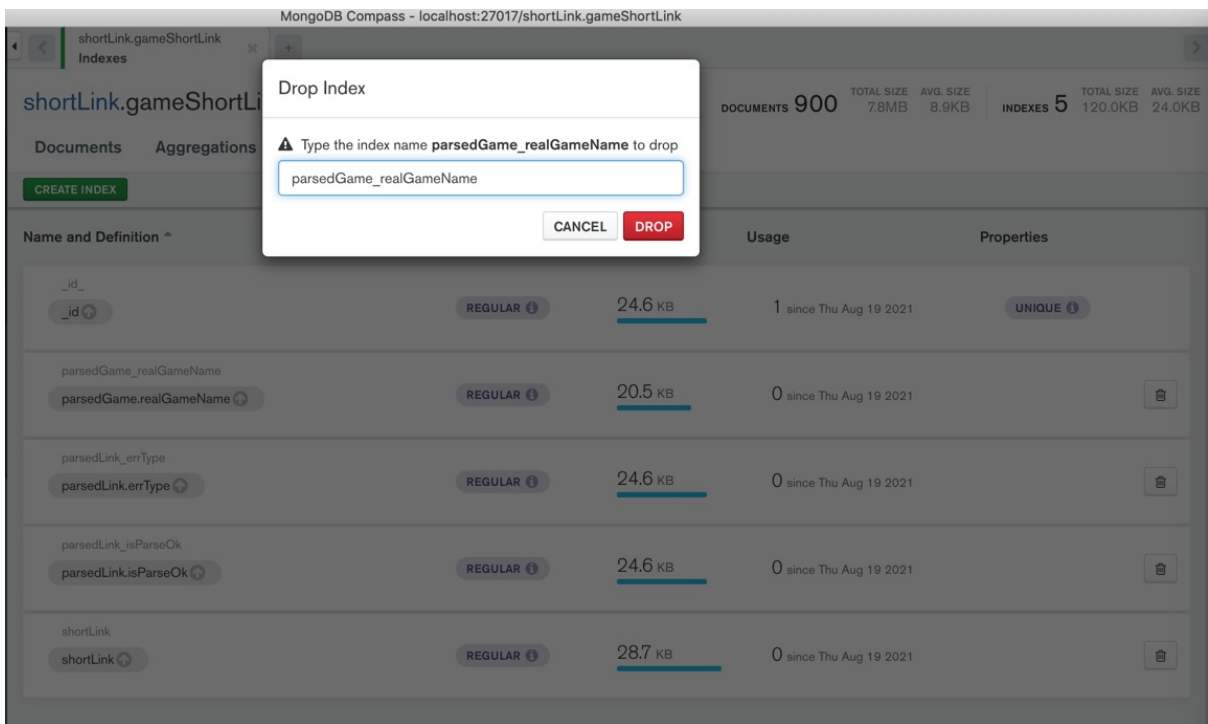 MongoDB Compass - localhost:27017/shortLink.gameShortLink
shortLink.gameShortLink
Indexes
shortLink.gameShortLi
DOCUMENTS 900 TOTAL SIZE 7.8MB AVG. SIZE 8.9KB INDEXES 5 TOTAL SIZE 120.0KB AVG. SIZE 24.0KB
Documents Aggregations
CREATE INDEX
Drop Index
Type the index name parsedGame_realGameName to drop
parsedGame_realGameName
CANCEL DROP
Name and Definition Usage Properties
_id_
_id REGULAR 24.6 KB 1 since Thu Aug 19 2021 UNIQUE
parsedGame_realGameName
parsedGame.realGameName REGULAR 20.5 KB 0 since Thu Aug 19 2021
parsedLink_errType
parsedLink.errType REGULAR 24.6 KB 0 since Thu Aug 19 2021
parsedLink_isParseOk
parsedLink.isParseOk REGULAR 24.6 KB 0 since Thu Aug 19 2021
shortLink
shortLink REGULAR 28.7 KB 0 since Thu Aug 19 2021